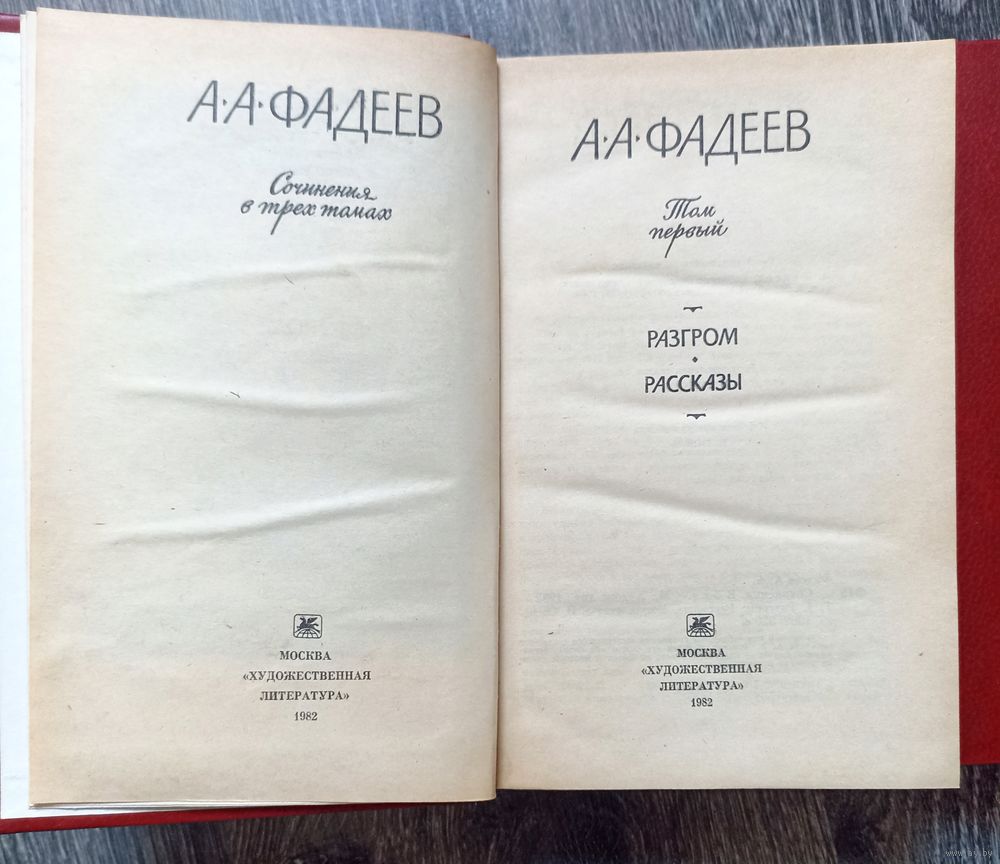 А·А·ФАДЕЕВ
Сочинения
в трех томах
МОСКВА
«ХУДОЖЕСТВЕННАЯ
ЛИТЕРАТУРА»
1982
А·А·ФАДЕЕВ
Том
первый
РАЗГРОМ
РАССКАЗЫ
МОСКВА
«ХУДОЖЕСТВЕННАЯ
ЛИТЕРАТУРА»
1982